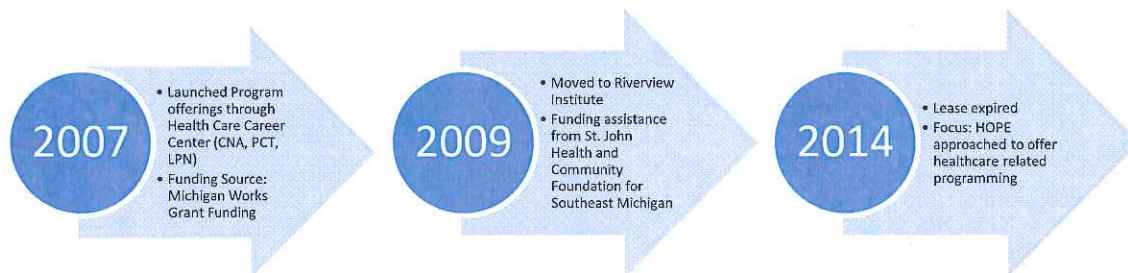 2007
• Launched Program
offerings through
Health Care Career
Center (CNA, PCT,
LPN)
• Funding Source:
Michigan Works
Grant Funding
2009
• Moved to Riverview
Institute
• Funding assistance
from St. John
Health and
Community
Foundation for
Southeast Michigan
2014
• Lease expired
• Focus: HOPE
approached to offer
healthcare related
programming